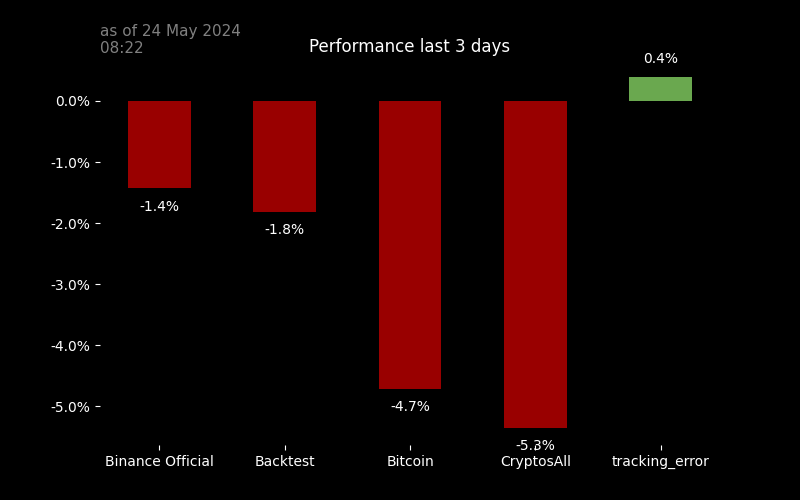 as of 24 May 2024
08:22
Performance last 3 days
0.4%
0.0%
-1.0%
-1.4%
-1.8%
-2.0%
-3.0%
-4.0%
-4.7%
-5.0%
-5.3%
Binance Official
Backtest
Bitcoin
CryptosAll
tracking_error